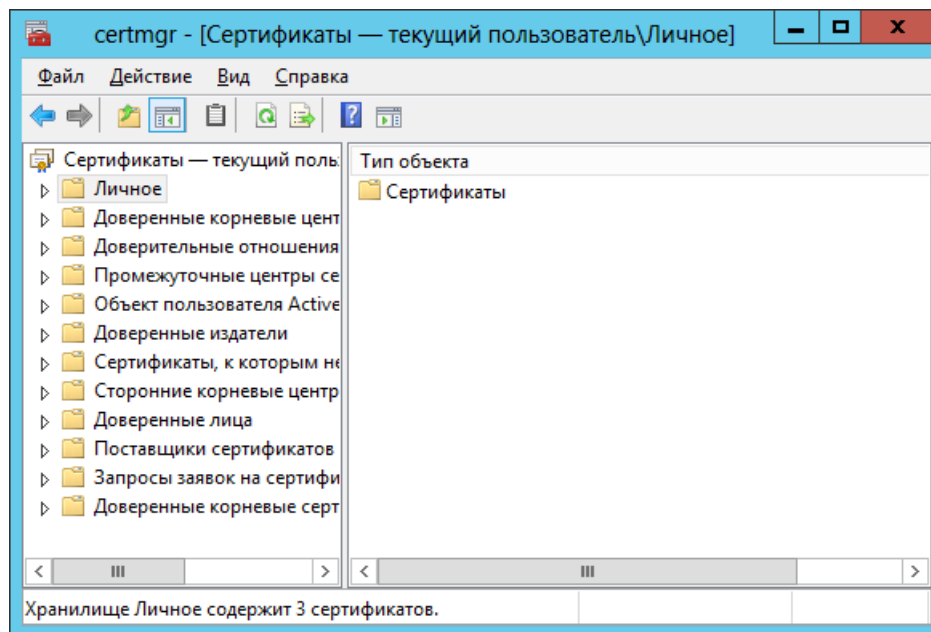 certmgr - [Сертификаты — текущий пользователь\Личное]
Файл Действие Вид Справка
Сертификаты — текущий поль
Личное
Доверенные корневые цент
Доверительные отношения
Промежуточные центры се
Объект пользователя Active
Доверенные издатели
Сертификаты, к которым не
Сторонние корневые центр
Доверенные лица
Поставщики сертификатов
Запросы заявок на сертифи
Доверенные корневые серт
Тип объекта
Сертификаты
Хранилище Личное содержит 3 сертификатов.